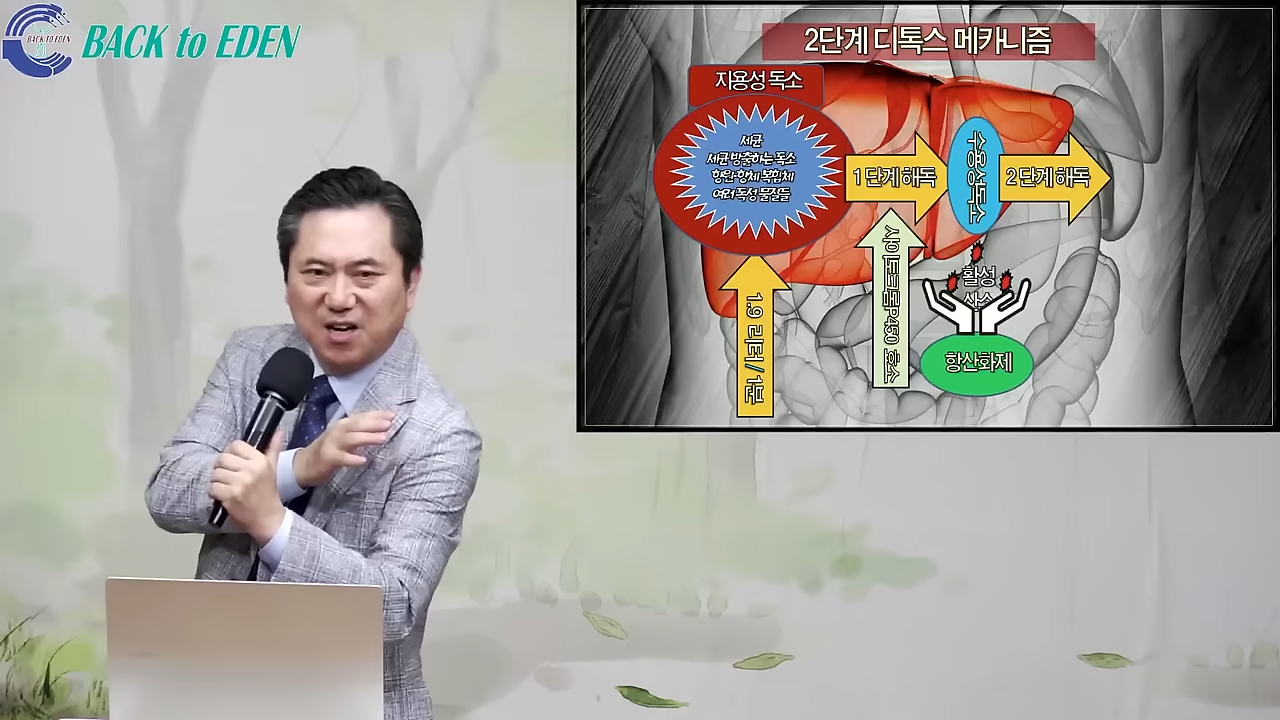 BACK TO EDEN
BACK to EDEN
2단계 디톡스 메카니즘
지용성 독소
세균
세균 방출하는 독소
항원-항체 복합체
여러 독성 물질들
1 단계 해독
수용성독소
2 단계 해독
사이토크롬P450 효소
1.9 리터 / 1분
활성
산소
항산화제